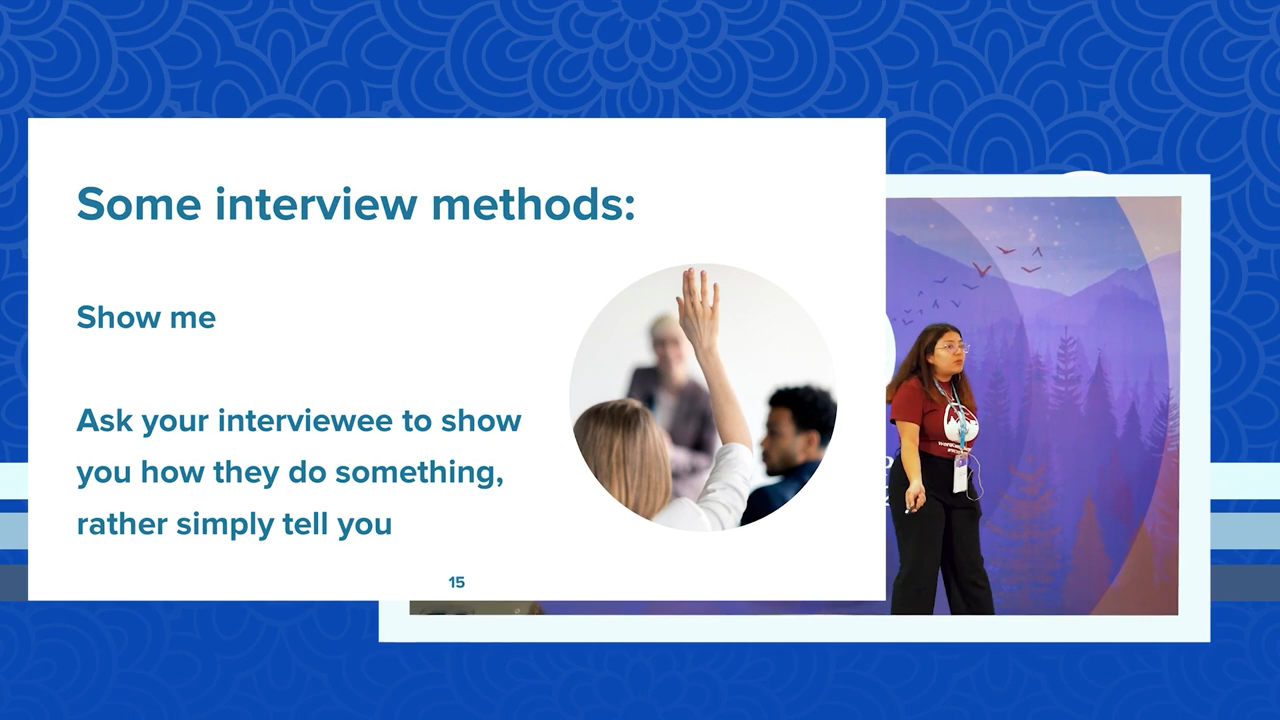 Some interview methods:
Show me
Ask your interviewee to show
you how they do something,
rather simply tell you
15